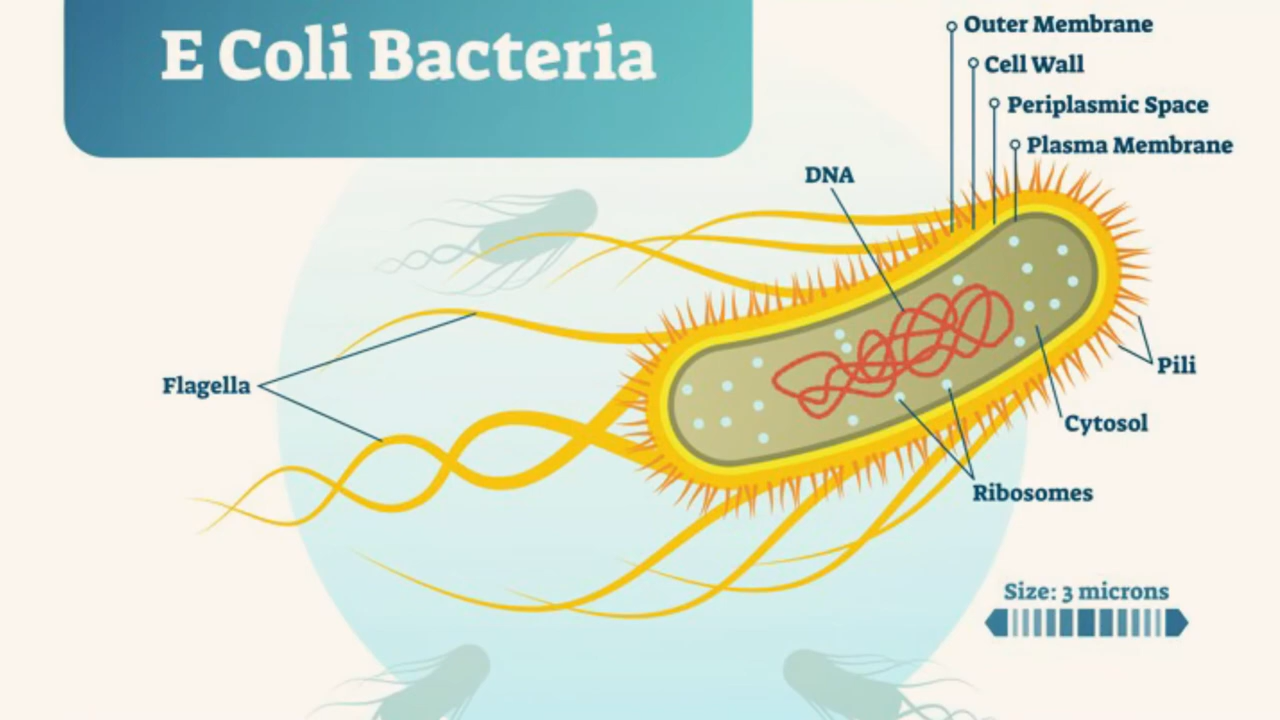 E Coli Bacteria
Outer Membrane
Cell Wall
Periplasmic Space
Plasma Membrane
DNA
Flagella
Pili
Cytosol
Ribosomes
Size: 3 microns